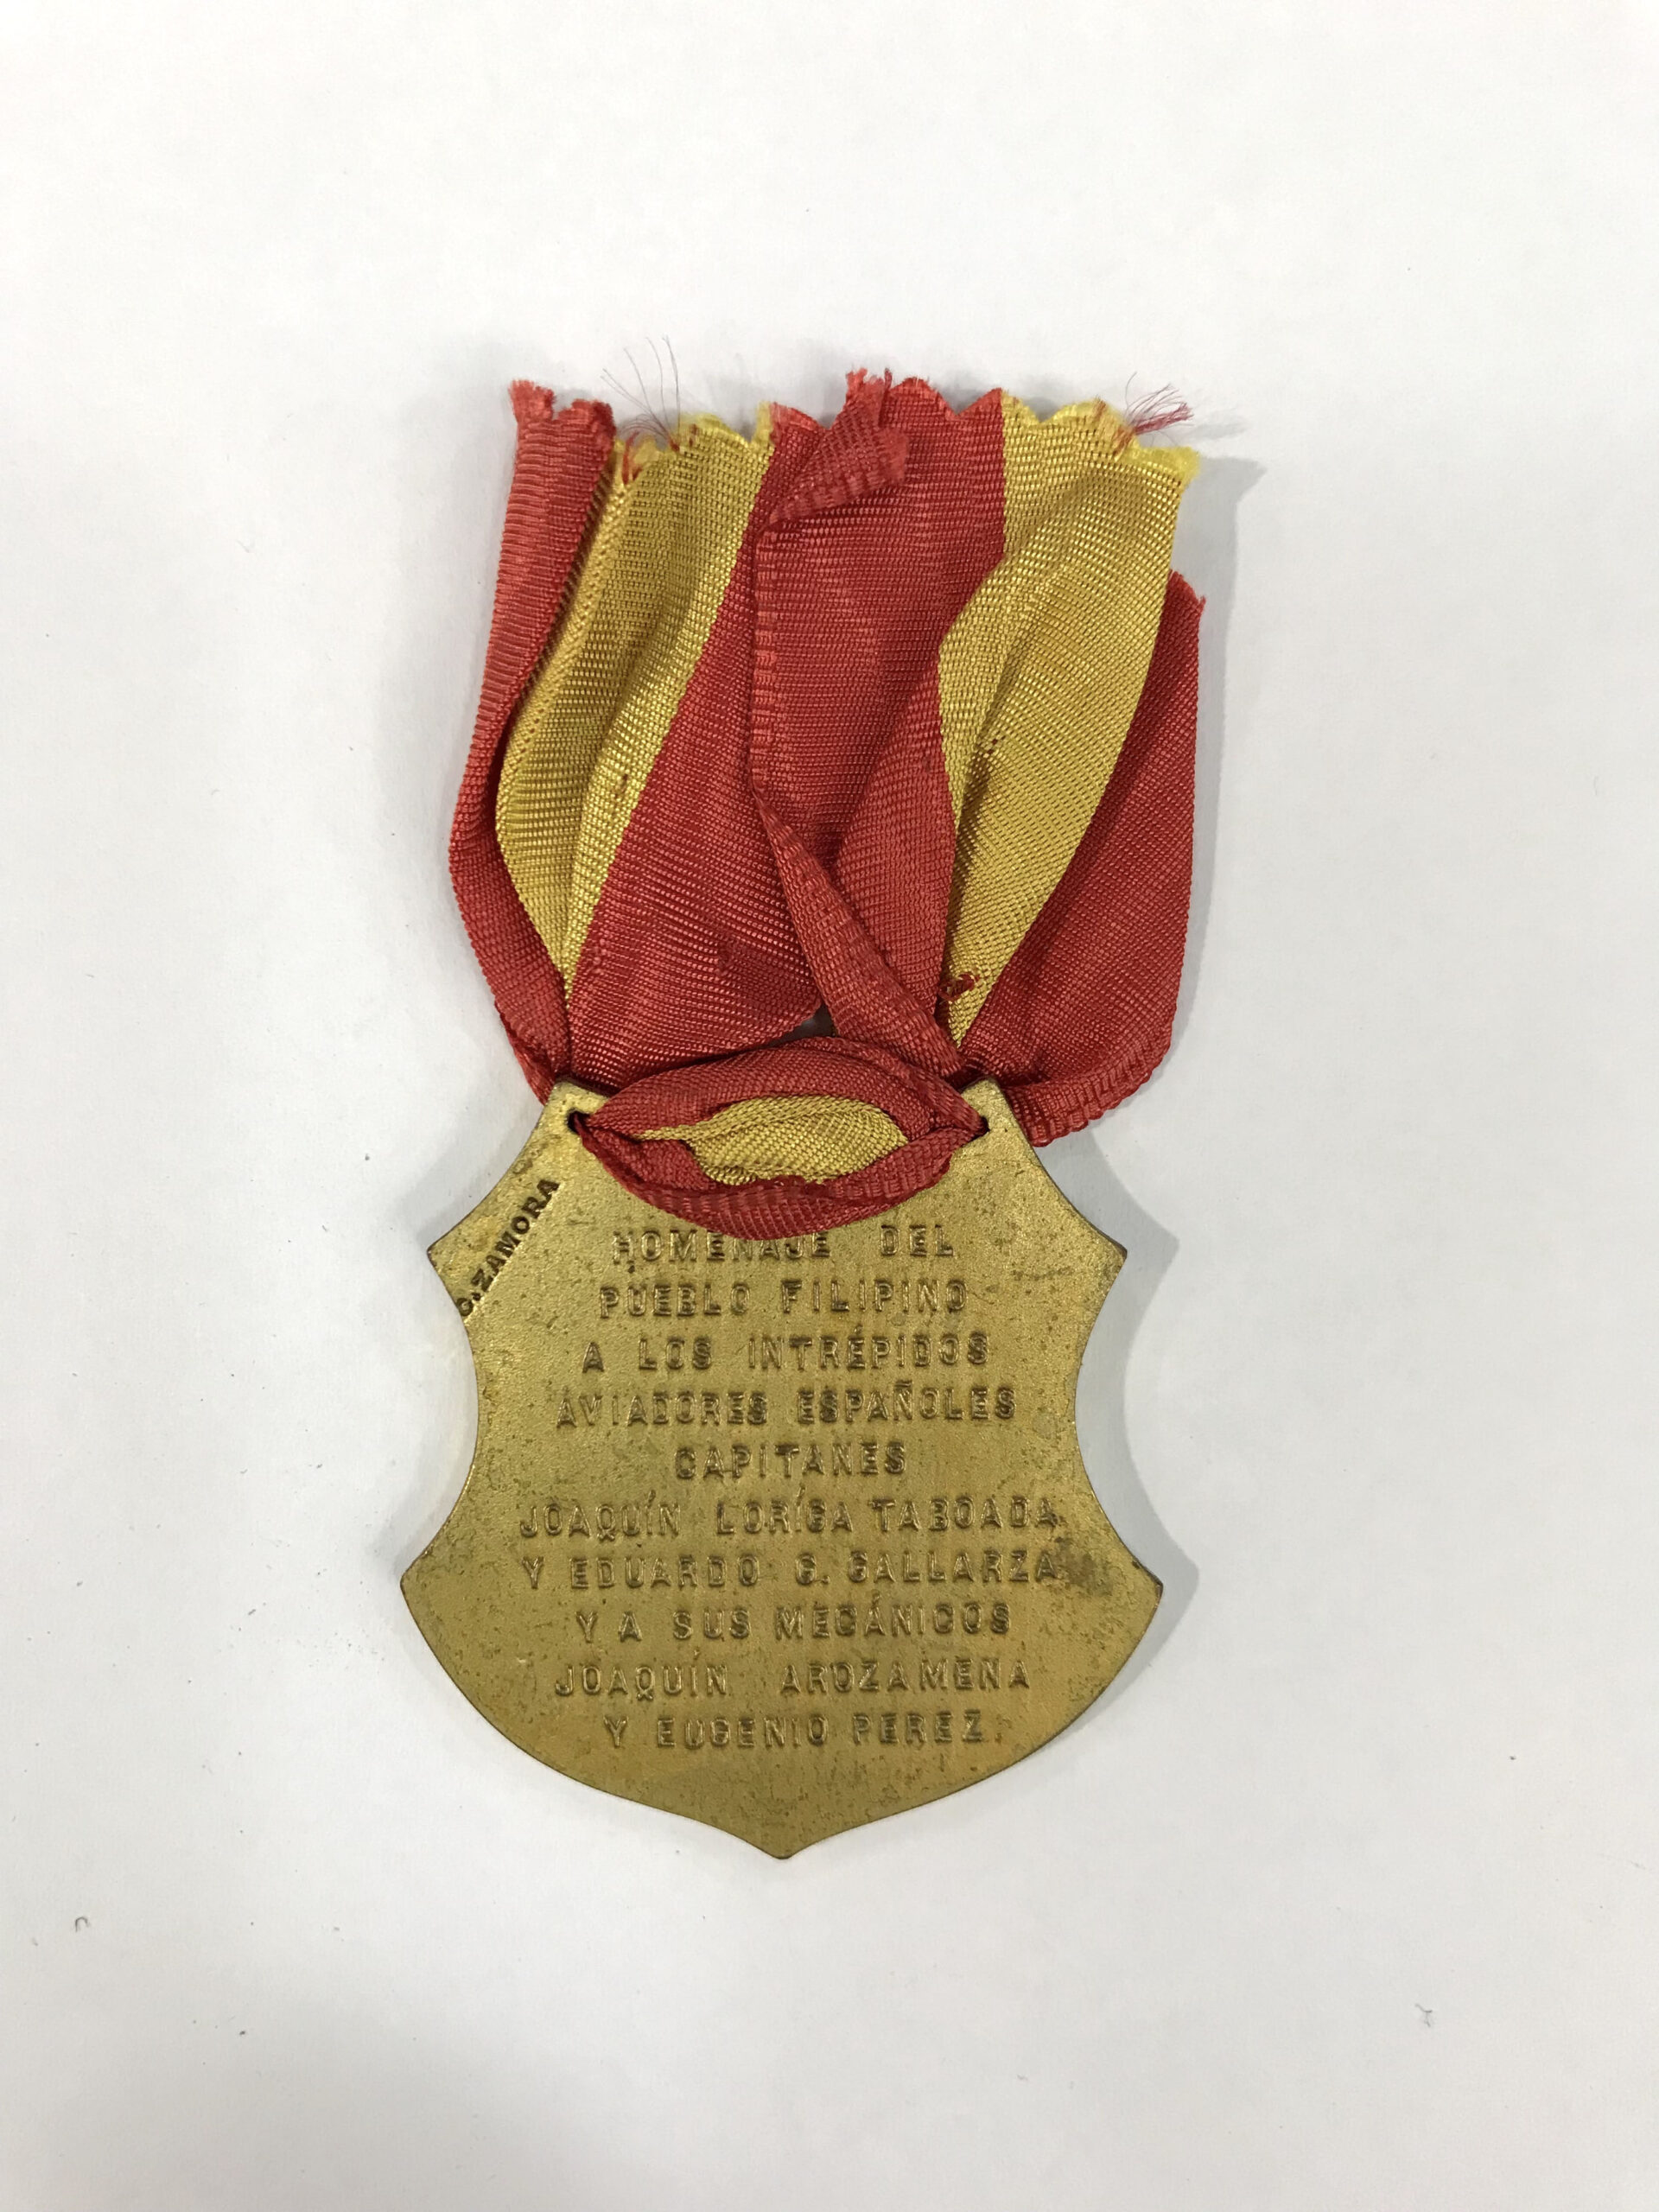 C. ZAMORA
HOMENAJE DEL
PUEBLO FILIPINO
A LOS INTRÉPIDOS
AVIADORES ESPAÑOLES
CAPITANES
JOAQUÍN LORÍGA TABOADA
Y EDUARDO G. GALLARZA
Y A SUS MECÁNICOS
JOAQUÍN AROZAMENA
Y EUGENIO PEREZ.